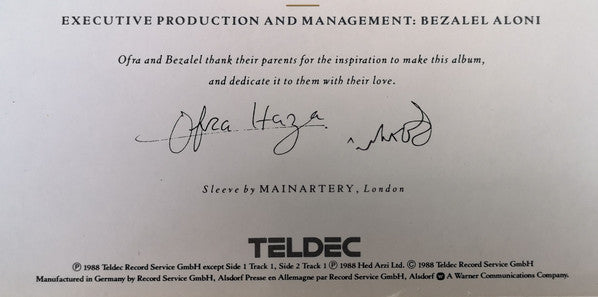 EXECUTIVE PRODUCTION AND MANAGEMENT: BEZALEL ALONI
Ofra and Bezalel thank their parents for the inspiration to make this album,
and dedicate it to them with their love.
Ofra Haza
Sleeve by MAINARTERY, London
TELDEC
Ⓟ 1988 Teldec Record Service GmbH except Side 1 Track 1, Side 2 Track 1 Ⓟ 1988 Hed Arzi Ltd. © 1988 Teldec Record Service GmbH
Manufactured in Germany by Record Service GmbH, Alsdorf Presse en Allemagne par Record Service GmbH, Alsdorf A Warner Communications Company.